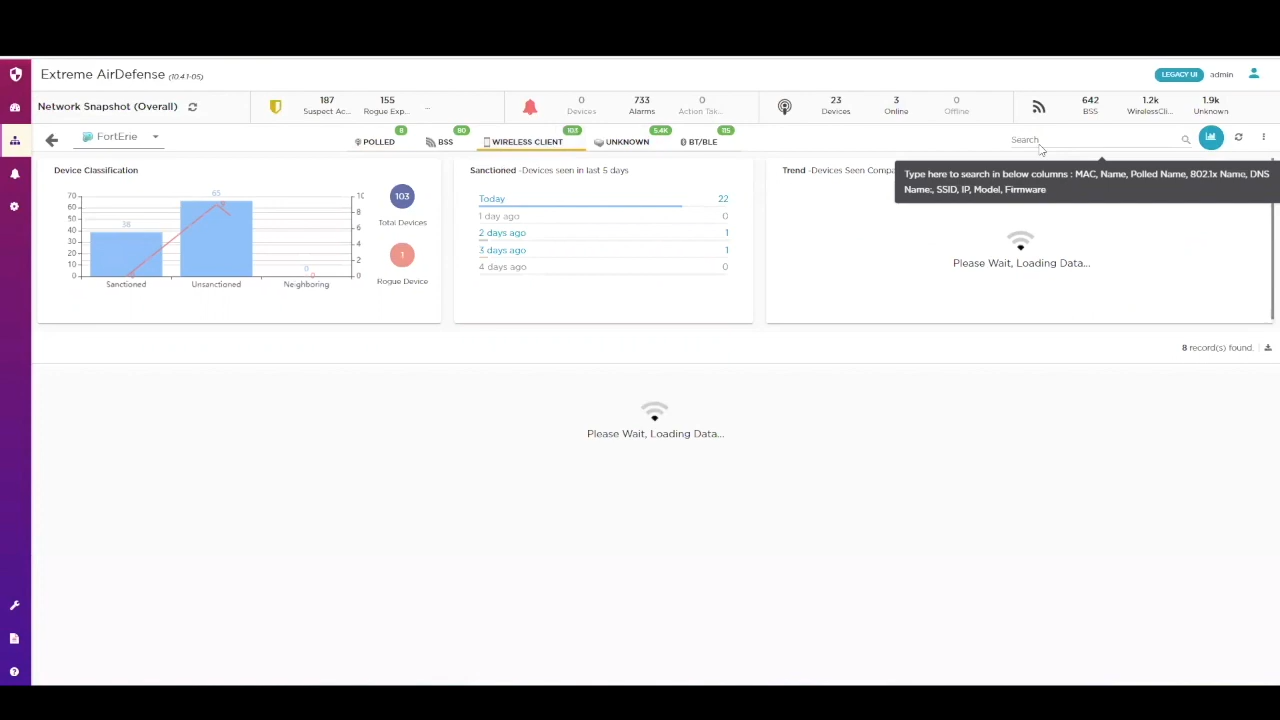 Extreme AirDefense (10.4.1-05)
LEGACY UI admin
Network Snapshot (Overall)
187 155 ...
Suspect Ac... Rogue Exp...
0 733 0
Devices Alarms Action Tak...
23 3 0
Devices Online Offline
642 1.2k 1.9k
BSS WirelessCli... Unknown
FortErie
8 80 103 5.4K 115
POLLED BSS WIRELESS CLIENT UNKNOWN BT/BLE
Search
Type here to search in below columns : MAC, Name, Polled Name, 802.1x Name, DNS
Name:, SSID, IP, Model, Firmware
Device Classification
70
60
50
40
30
20
10
0
38
65
0
0
10
8
6
4
2
0
Sanctioned Unsanctioned Neighboring
103
Total Devices
1
Rogue Device
Sanctioned -Devices seen in last 5 days
Today 22
1 day ago 0
2 days ago 1
3 days ago 1
4 days ago 0
Trend -Devices Seen Compa
Please Wait, Loading Data...
8 record(s) found.
Please Wait, Loading Data...